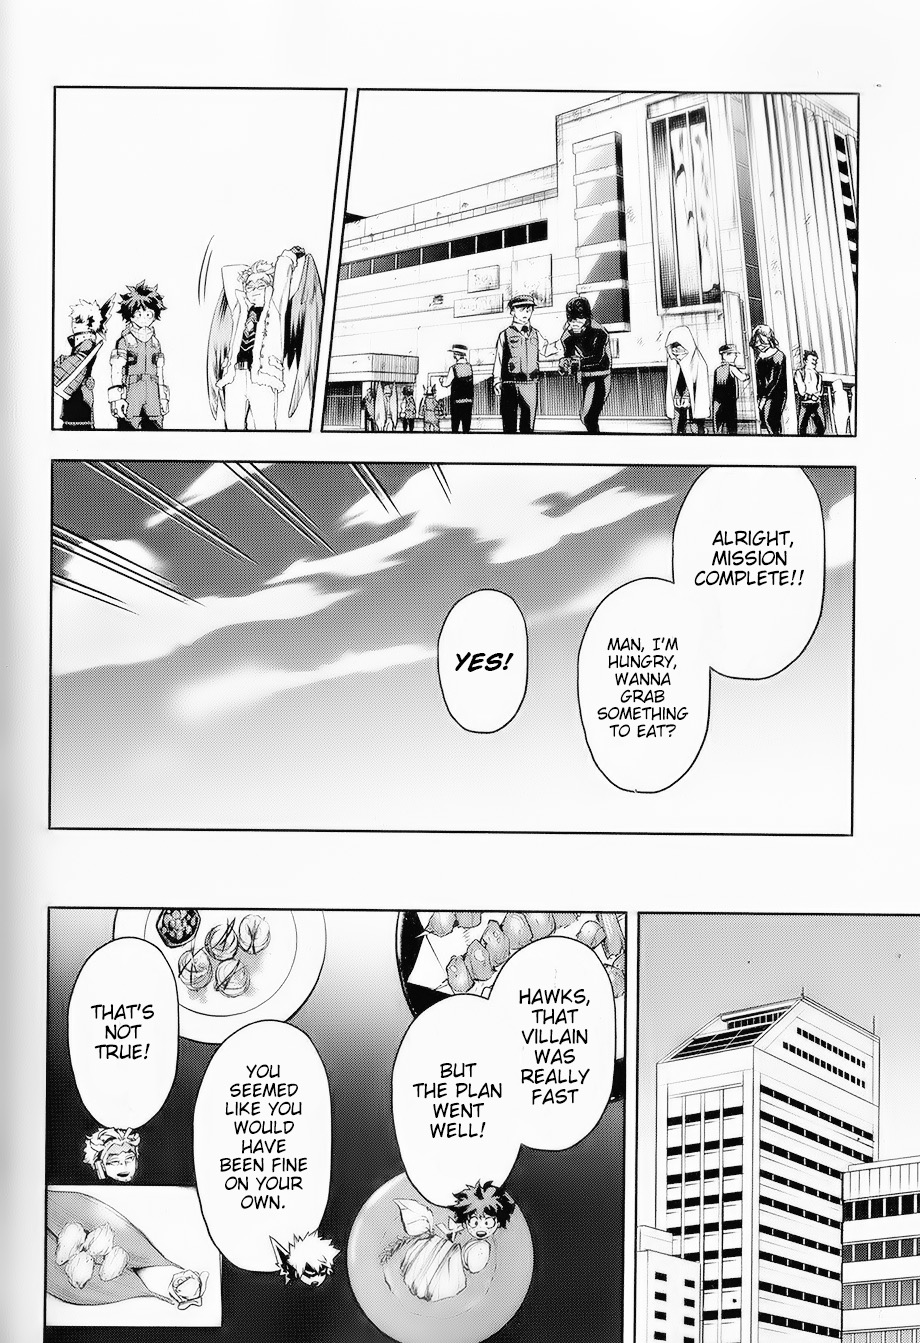 ALRIGHT,
MISSION
COMPLETE!!
MAN, I'M
HUNGRY,
WANNA
GRAB
SOMETHING
TO EAT?
YES!
HAWKS,
THAT
VILLAIN
WAS
REALLY
FAST
BUT
THE PLAN
WENT
WELL!
YOU
SEEMED
LIKE YOU
WOULD
HAVE
BEEN FINE
ON YOUR
OWN.
THAT'S
NOT
TRUE!